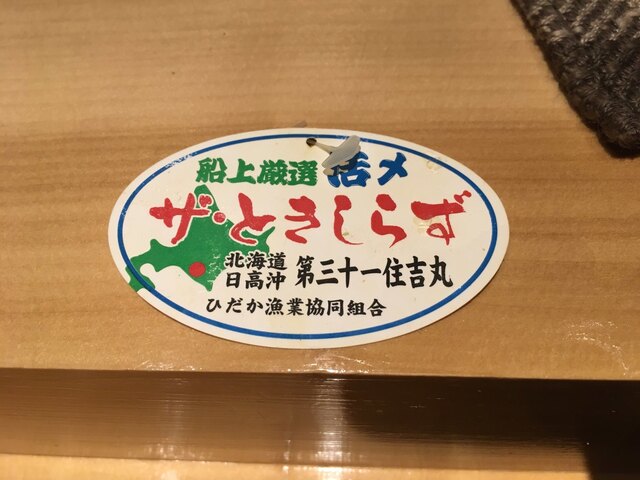 船上厳選 活〆
ザ・ときしらず
北海道
日高沖 第三十一住吉丸
ひだか漁業協同組合